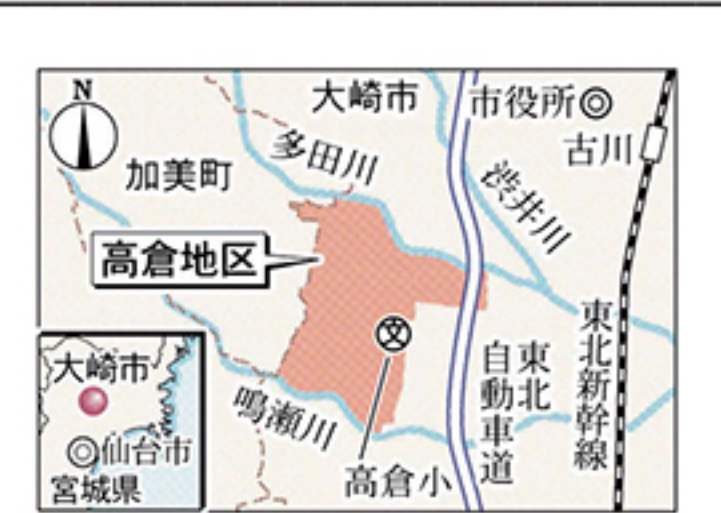 N
大崎市
市役所
古川
多田川
加美町
渋井川
高倉地区
文
東北新幹線
東北
自動車道
鳴瀬川
高倉小
大崎市
仙台市
宮城県